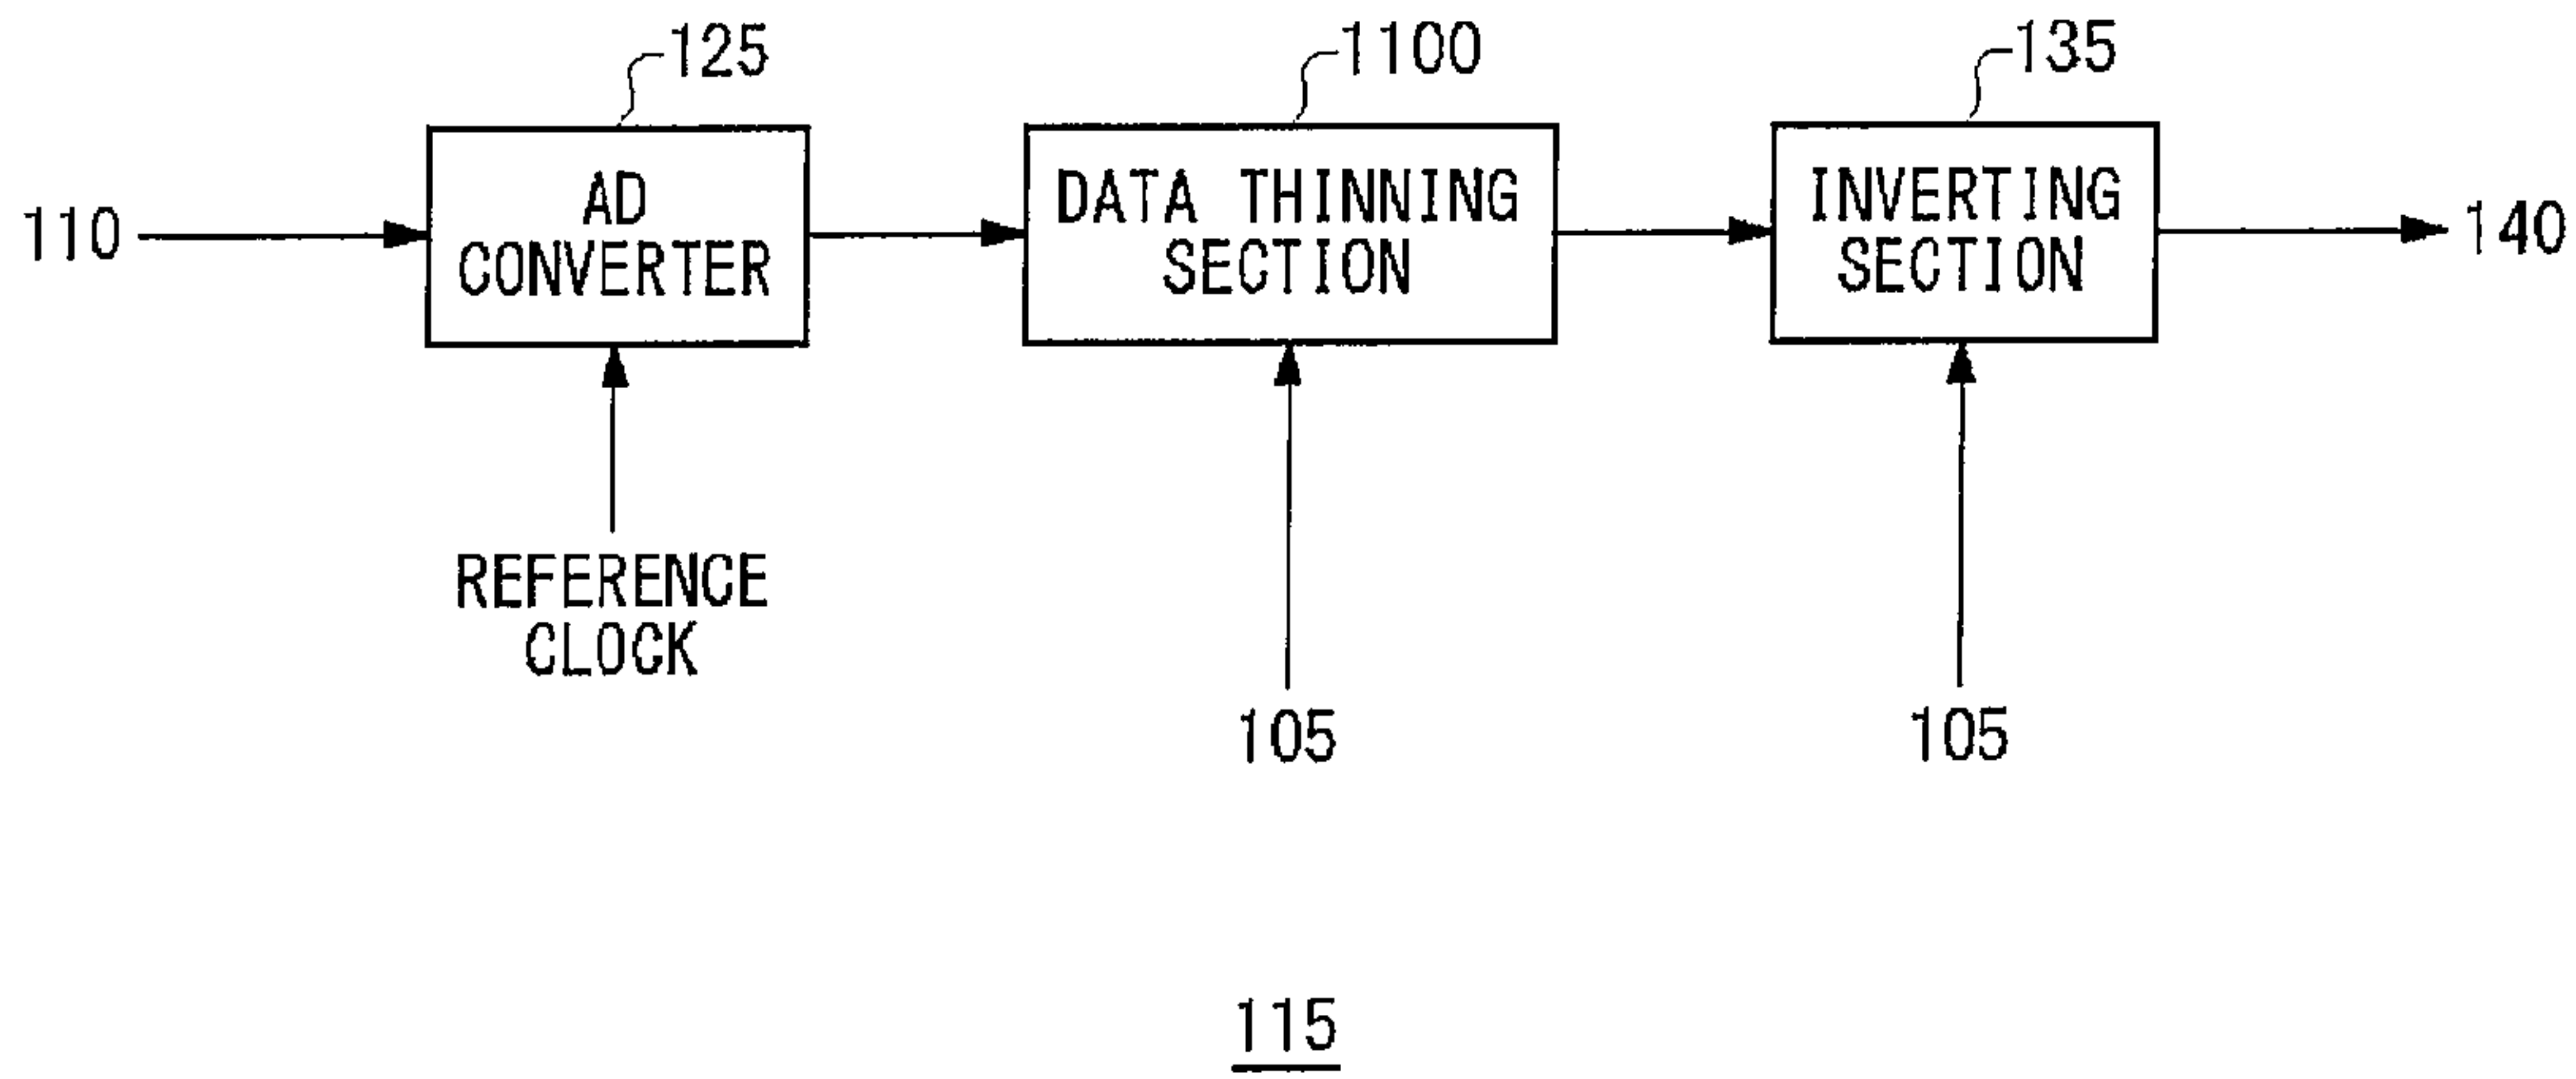 125
1100
135
110
AD
CONVERTER
DATA THINNING
SECTION
INVERTING
SECTION
140
REFERENCE
CLOCK
105
105
115